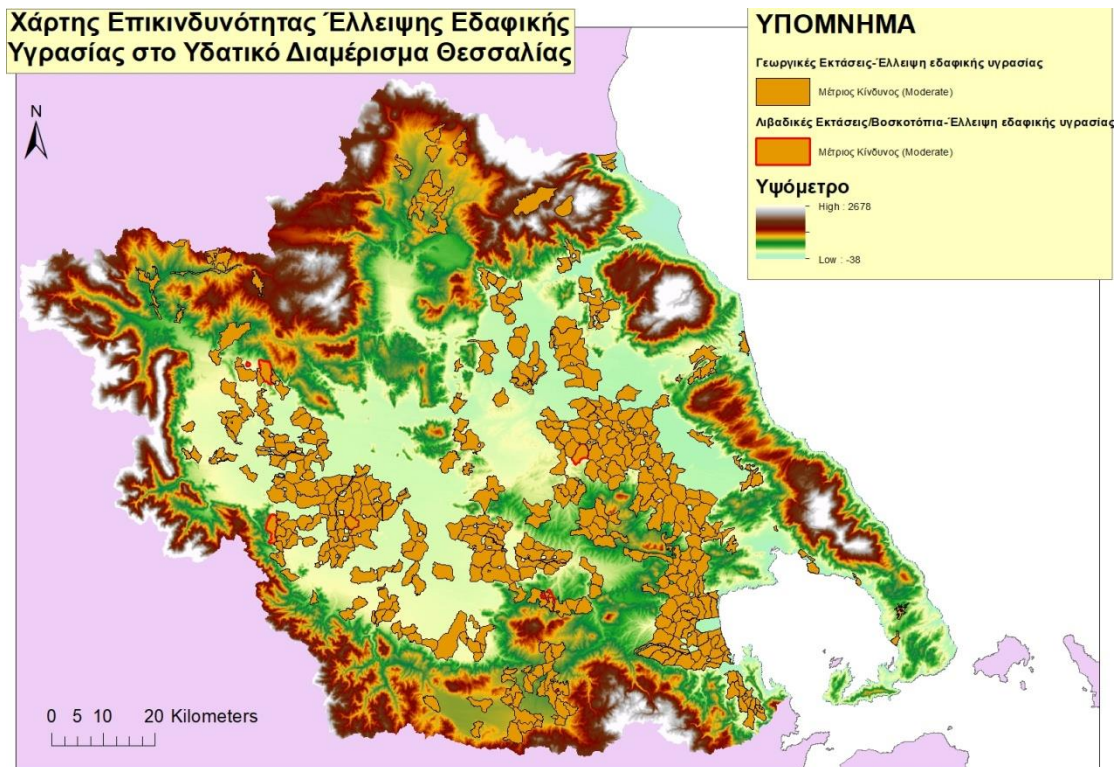 Χάρτης Επικινδυνότητας Έλλειψης Εδαφικής
Υγρασίας στο Υδατικό Διαμέρισμα Θεσσαλίας
N
0 5 10 20 Kilometers
ΥΠΟΜΝΗΜΑ
Γεωργικές Εκτάσεις-Έλλειψη εδαφικής υγρασίας
Μέτριος Κίνδυνος (Moderate)
Λιβαδικές Εκτάσεις/Βοσκοτόπια-Έλλειψη εδαφικής υγρασίας
Μέτριος Κίνδυνος (Moderate)
Υψόμετρο
High : 2678
Low : -38